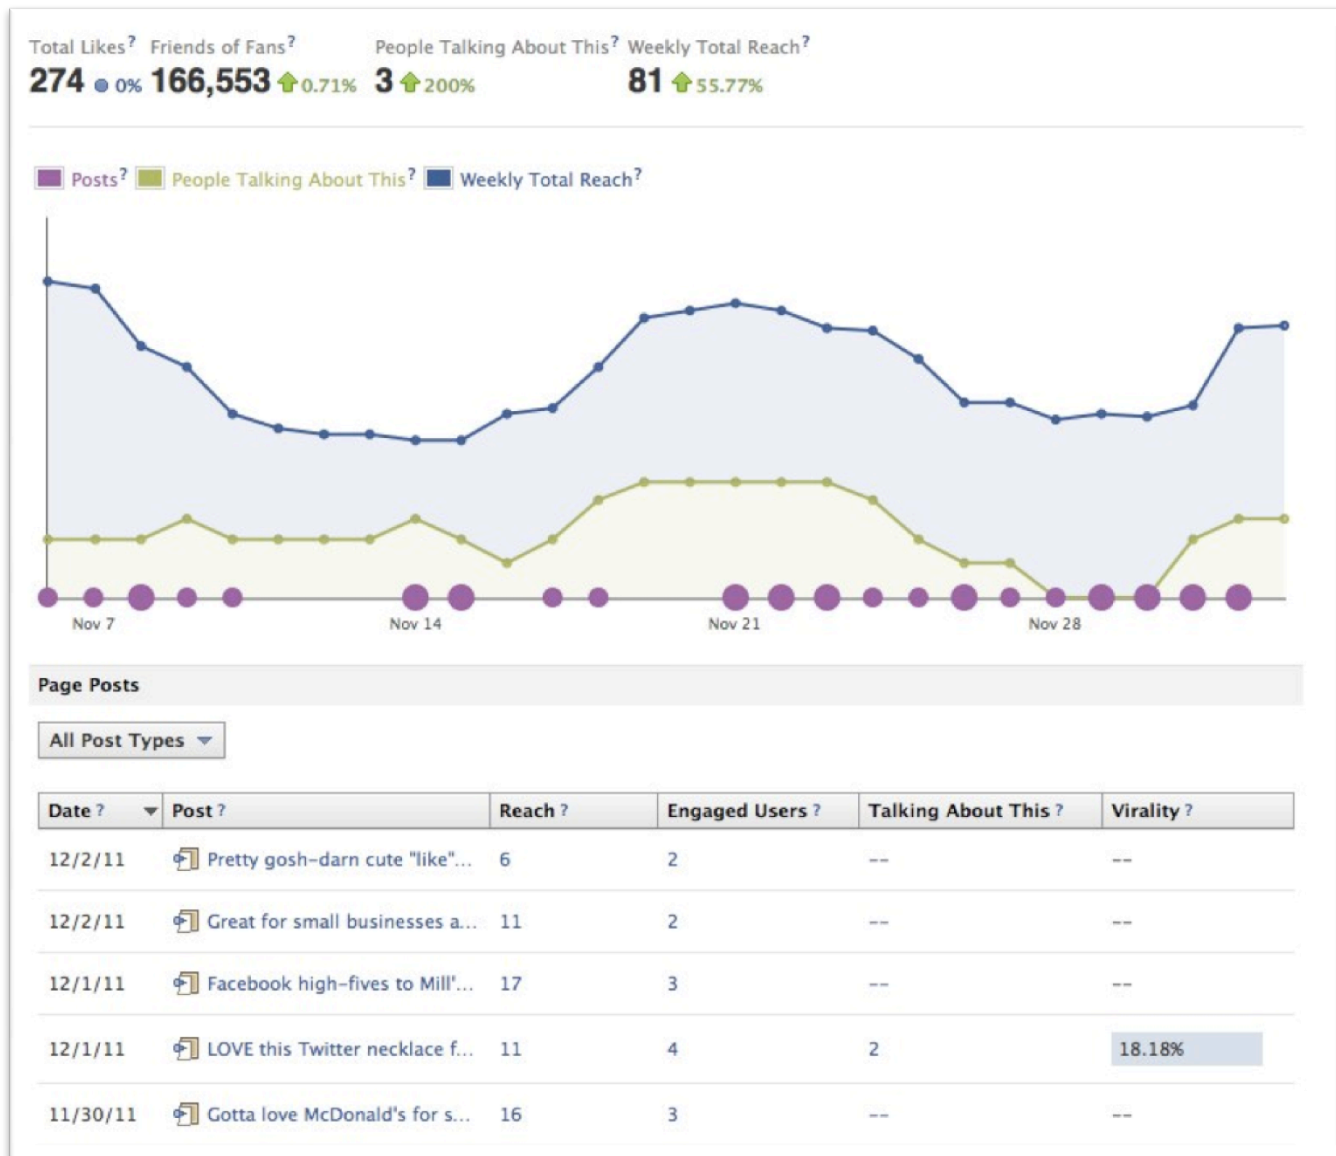 Total Likes? Friends of Fans? People Talking About This? Weekly Total Reach?
274 0% 166,553 0.71% 3 200% 81 55.77%
Posts? People Talking About This? Weekly Total Reach?
Nov 7 Nov 14 Nov 21 Nov 28
Page Posts
All Post Types
Date ? Post ? Reach ? Engaged Users ? Talking About This ? Virality ?
12/2/11 Pretty gosh-darn cute "like"... 6 2 -- --
12/2/11 Great for small businesses a... 11 2 -- --
12/1/11 Facebook high-fives to Mill'... 17 3 -- --
12/1/11 LOVE this Twitter necklace f... 11 4 2 18.18%
11/30/11 Gotta love McDonald's for s... 16 3 -- --